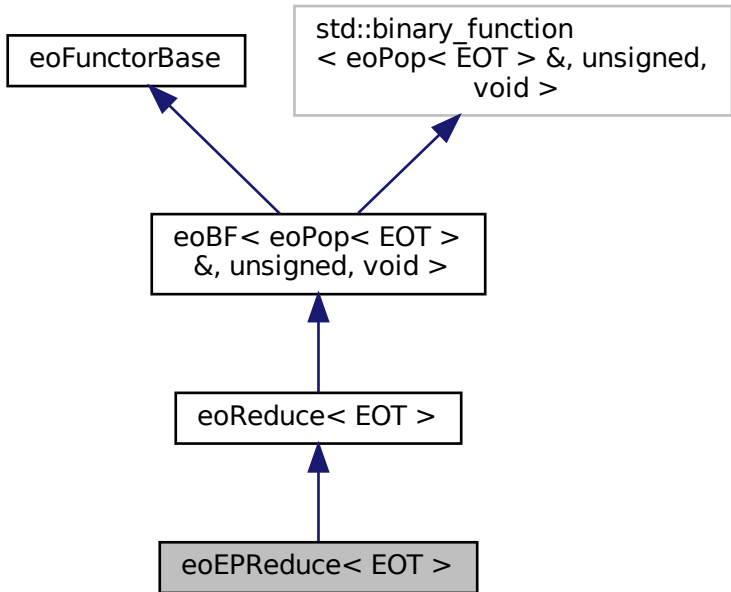 eoFunctorBase
std::binary_function
< eoPop< EOT > &, unsigned,
void >
eoBF< eoPop< EOT >
&, unsigned, void >
eoReduce< EOT >
eoEPReduce< EOT >